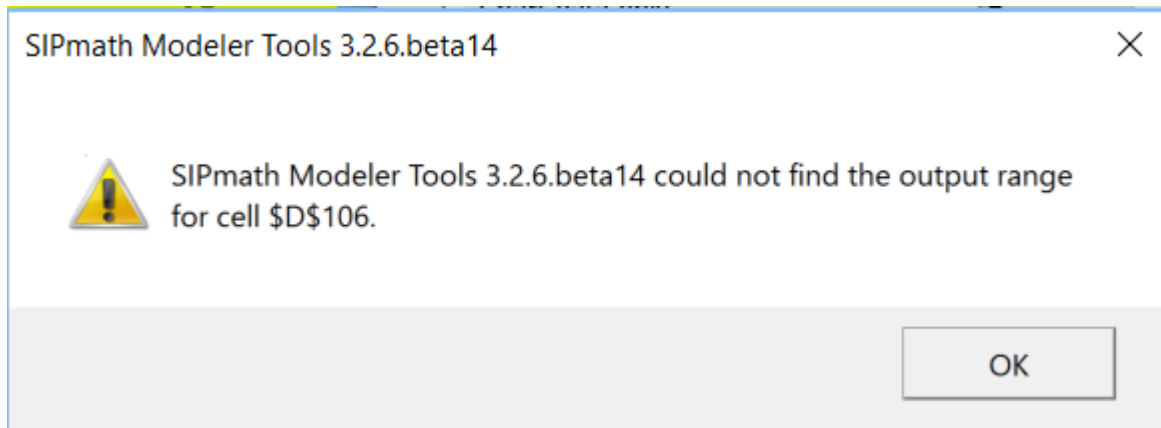 SIPmath Modeler Tools 3.2.6.beta14
SIPmath Modeler Tools 3.2.6.beta14 could not find the output range
for cell $D$106.
OK